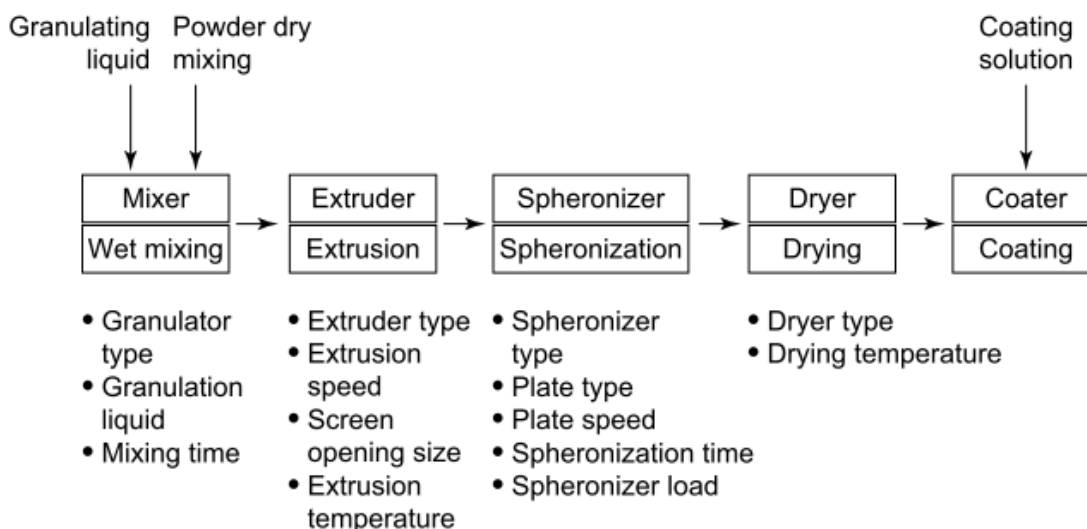 Granulating
liquid
Powder dry
mixing
Coating
solution
Mixer
Wet mixing
Extruder
Extrusion
Spheronizer
Spheronization
Dryer
Drying
Coater
Coating
• Granulator
type
• Granulation
liquid
• Mixing time
• Extruder type
• Extrusion
speed
• Screen
opening size
• Extrusion
temperature
• Spheronizer
type
• Plate type
• Plate speed
• Spheronization time
• Spheronizer load
• Dryer type
• Drying temperature